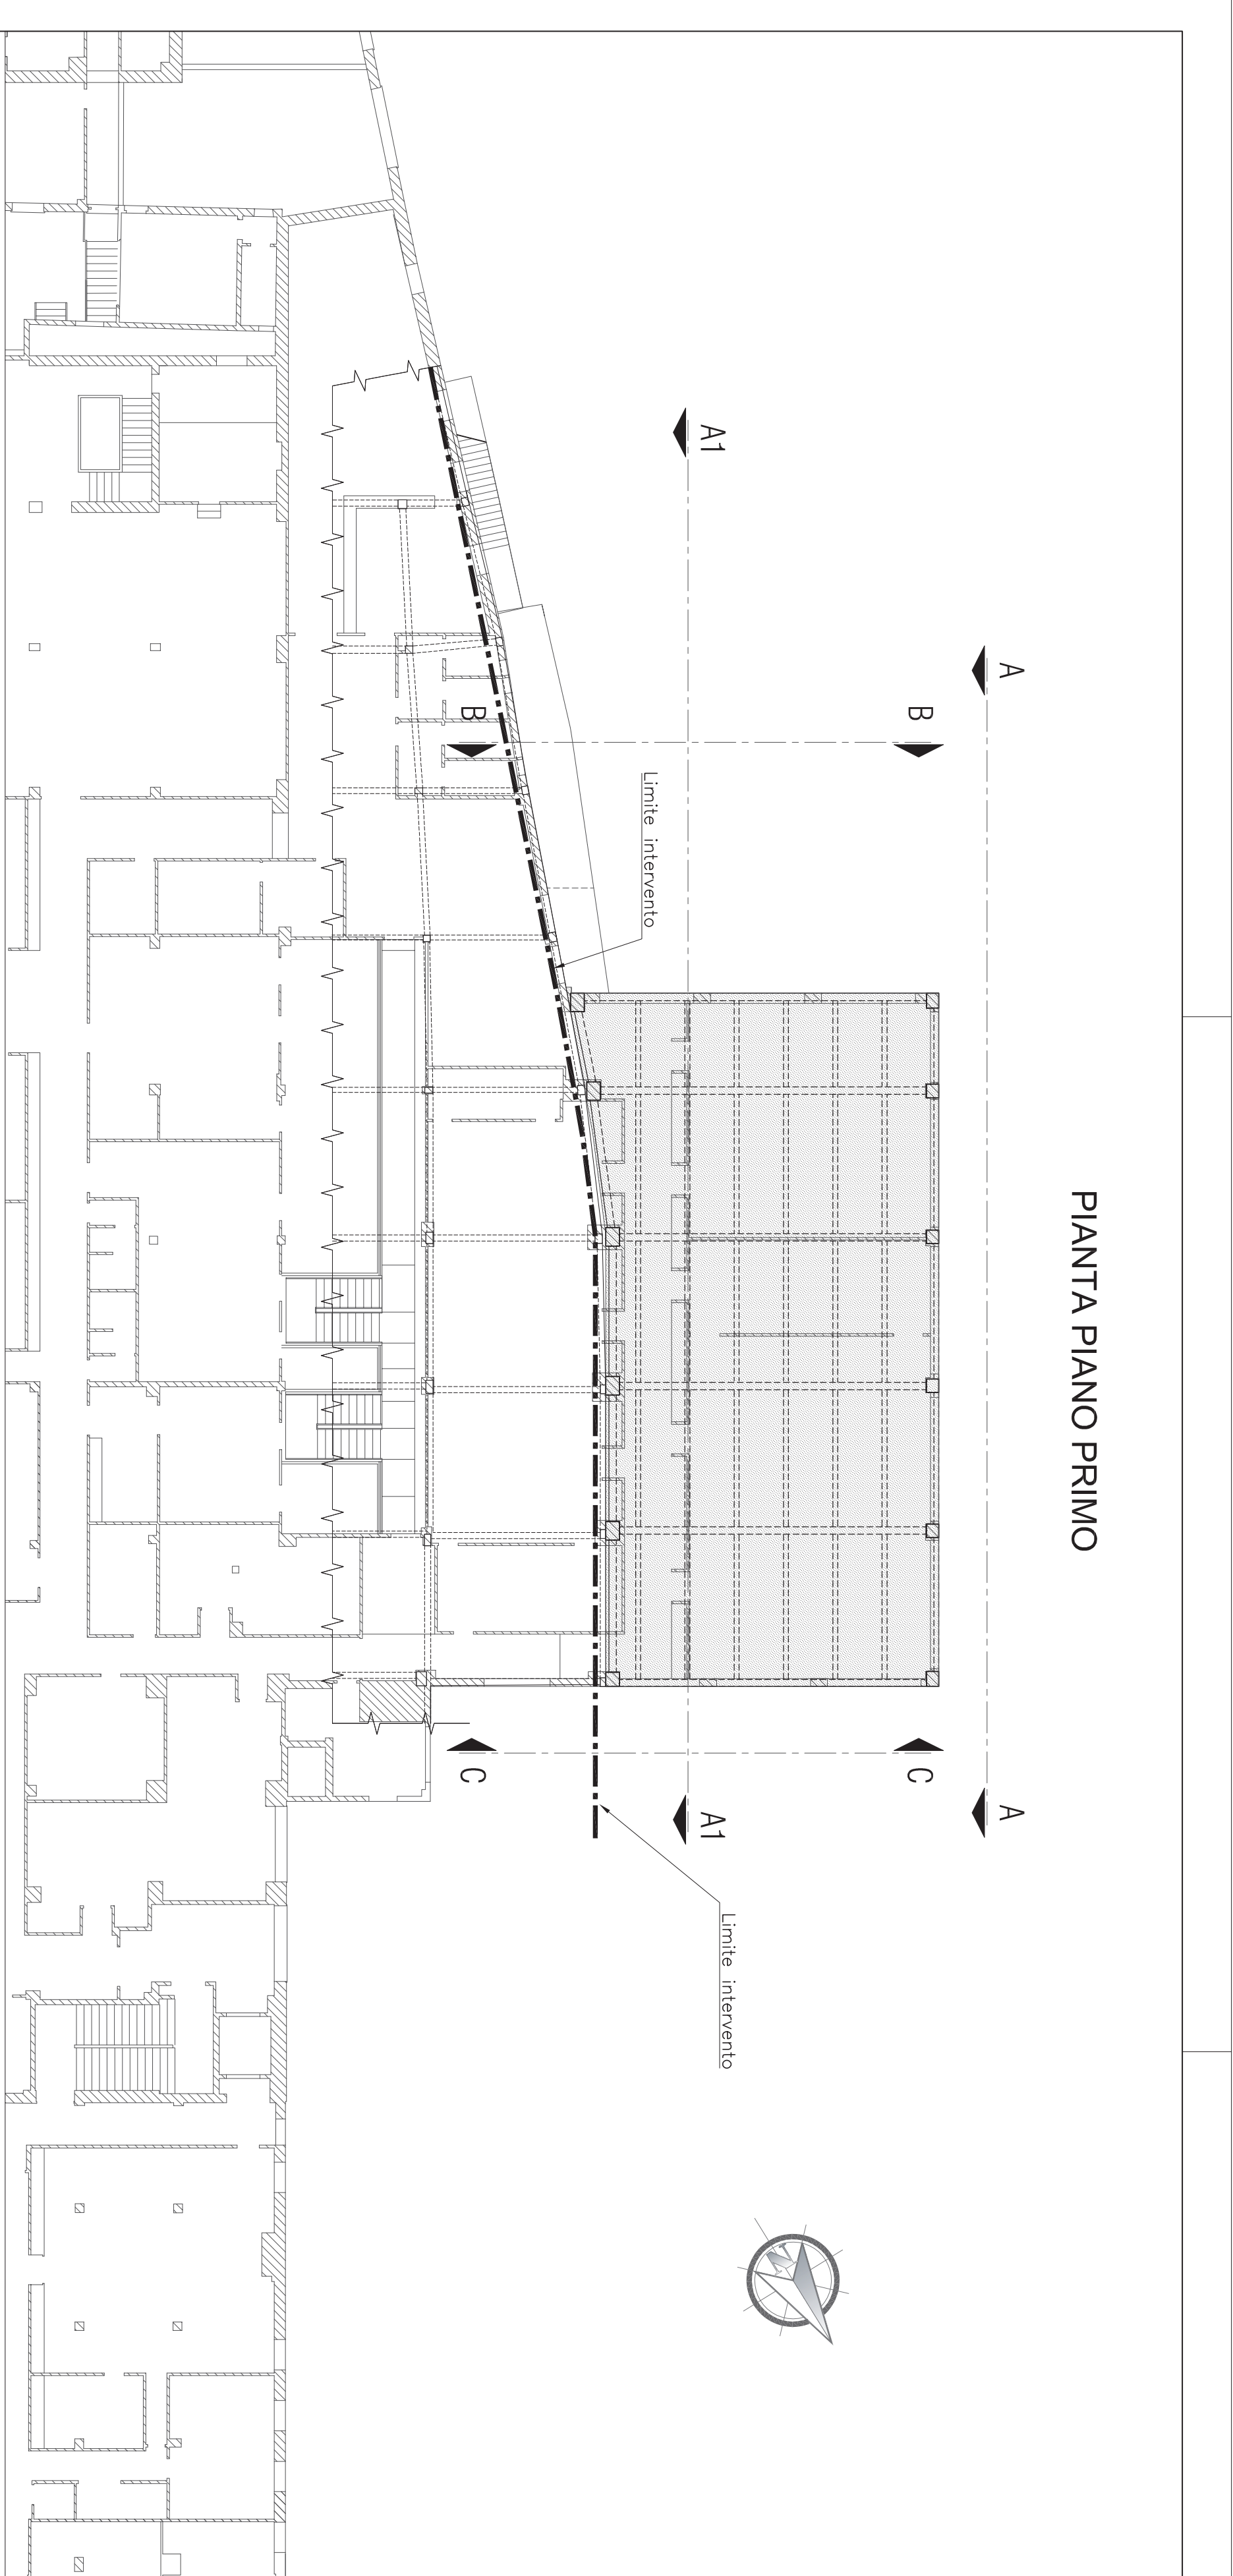 PIANTA PIANO PRIMO
A
A
B
C
A1
A1
Limite intervento
Limite intervento
B
C
N